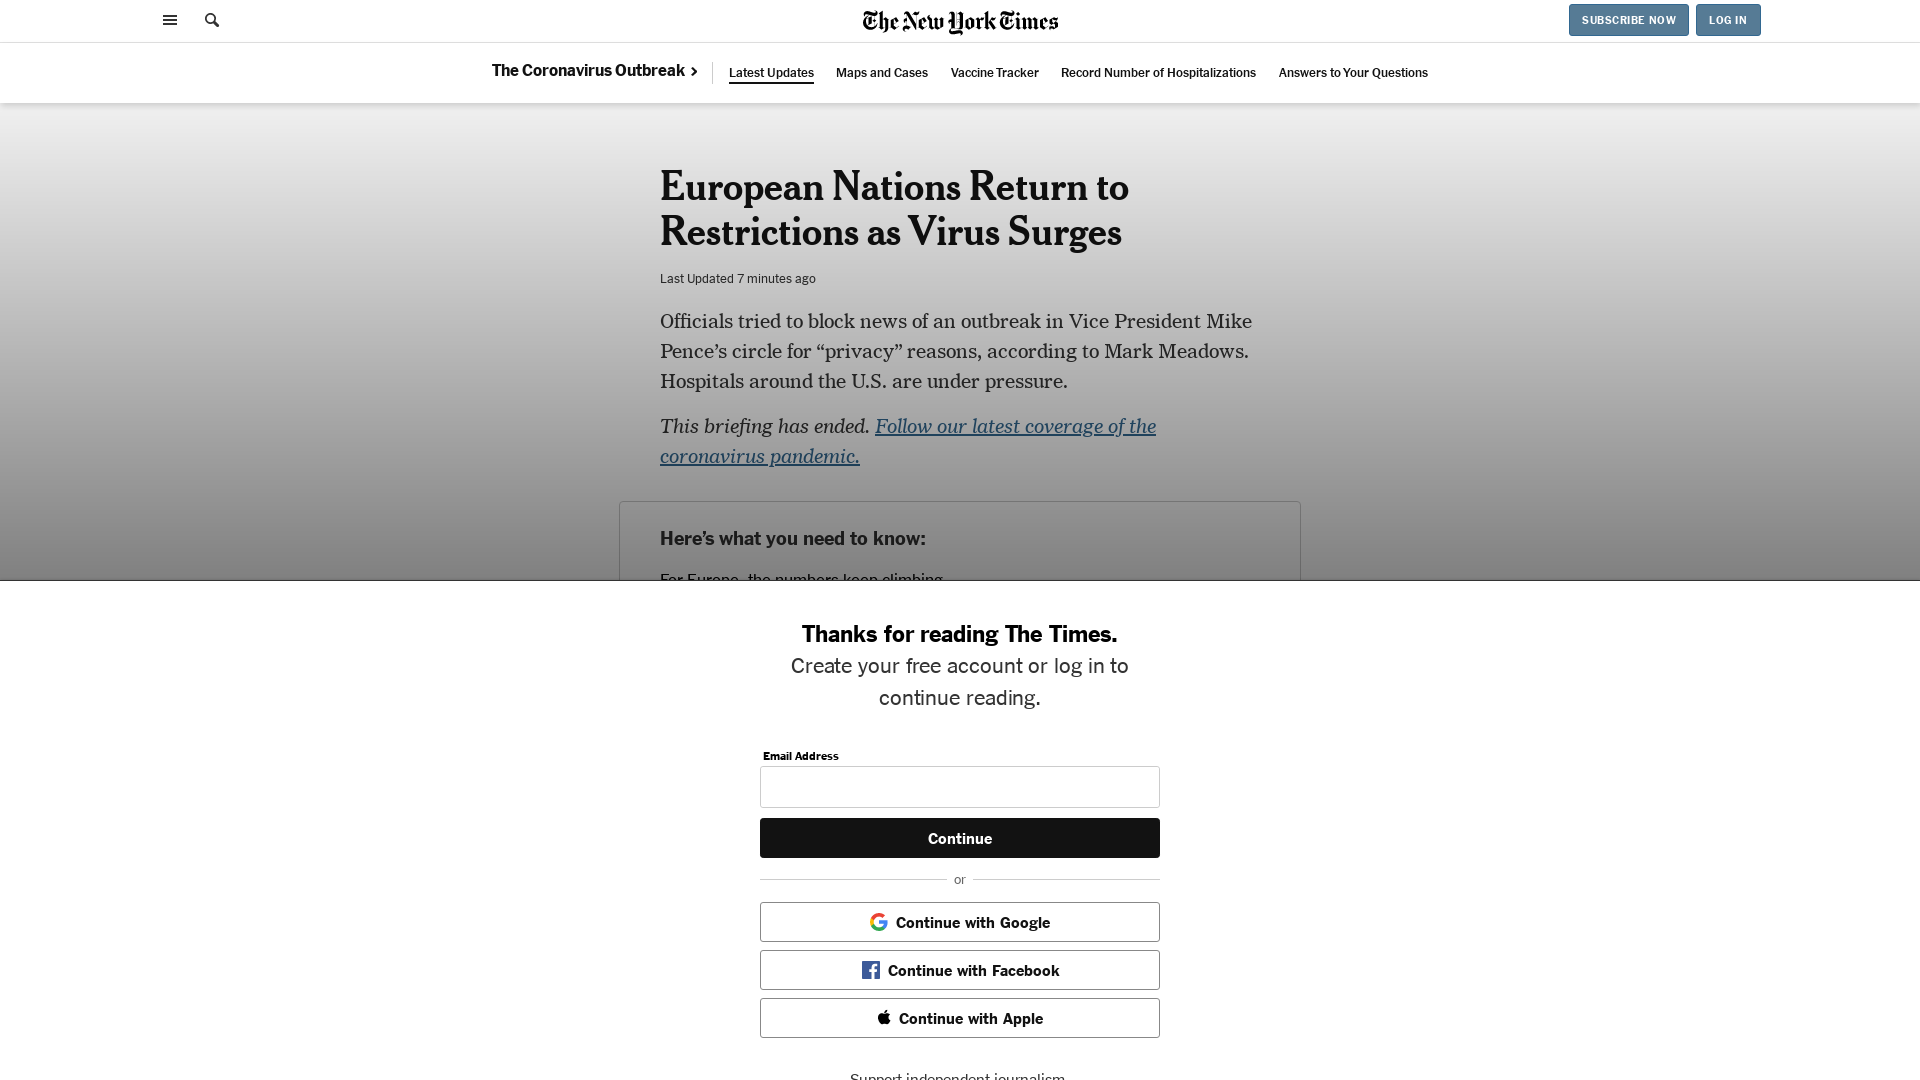 The New York Times
SUBSCRIBE NOW
LOG IN
The Coronavirus Outbreak
Latest Updates
Maps and Cases
Vaccine Tracker
Record Number of Hospitalizations
Answers to Your Questions
European Nations Return to
Restrictions as Virus Surges
Last Updated 7 minutes ago
Officials tried to block news of an outbreak in Vice President Mike
Pence’s circle for “privacy” reasons, according to Mark Meadows.
Hospitals around the U.S. are under pressure.
This briefing has ended. Follow our latest coverage of the
coronavirus pandemic.
Here’s what you need to know:
For Europe, the numbers keep climbing.
Thanks for reading The Times.
Create your free account or log in to
continue reading.
Email Address
Continue
or
Continue with Google
Continue with Facebook
Continue with Apple
Support independent journalism